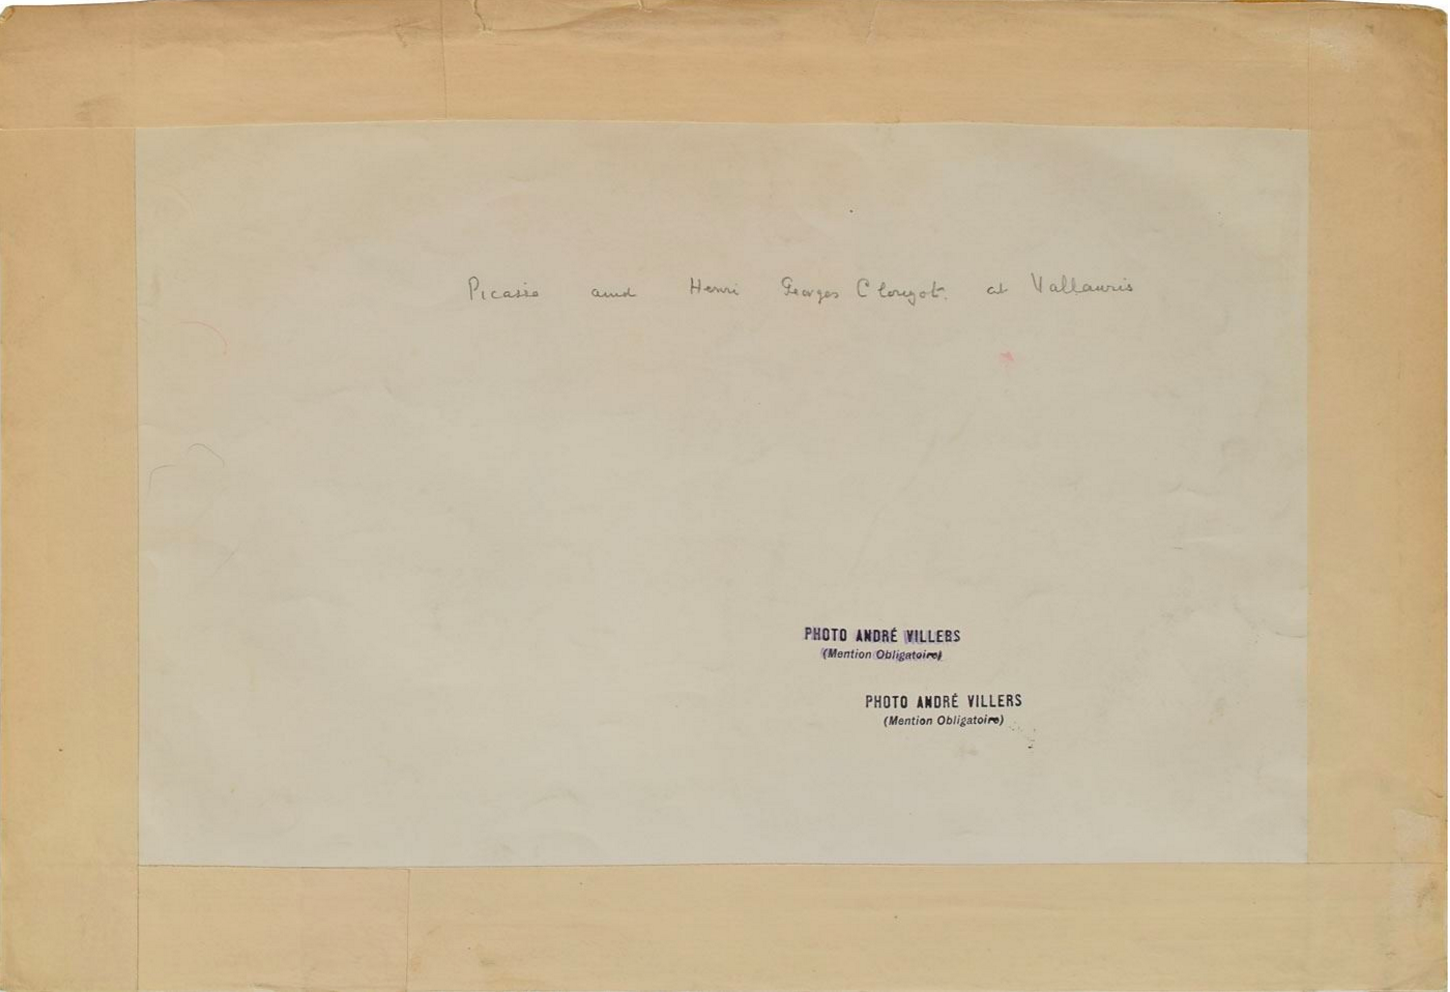 Picasso and Henri Georges Clouzot. at Vallauris
PHOTO ANDRÉ VILLERS
(Mention Obligatoire)
PHOTO ANDRÉ VILLERS
(Mention Obligatoire)